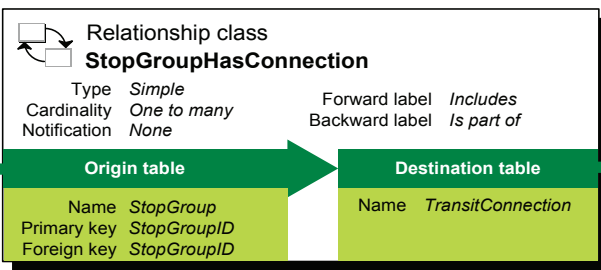 Relationship class
StopGroupHasConnection
Type Simple
Cardinality One to many
Notification None
Forward label Includes
Backward label Is part of
Origin table
Name StopGroup
Primary key StopGroupID
Foreign key StopGroupID
Destination table
Name TransitConnection